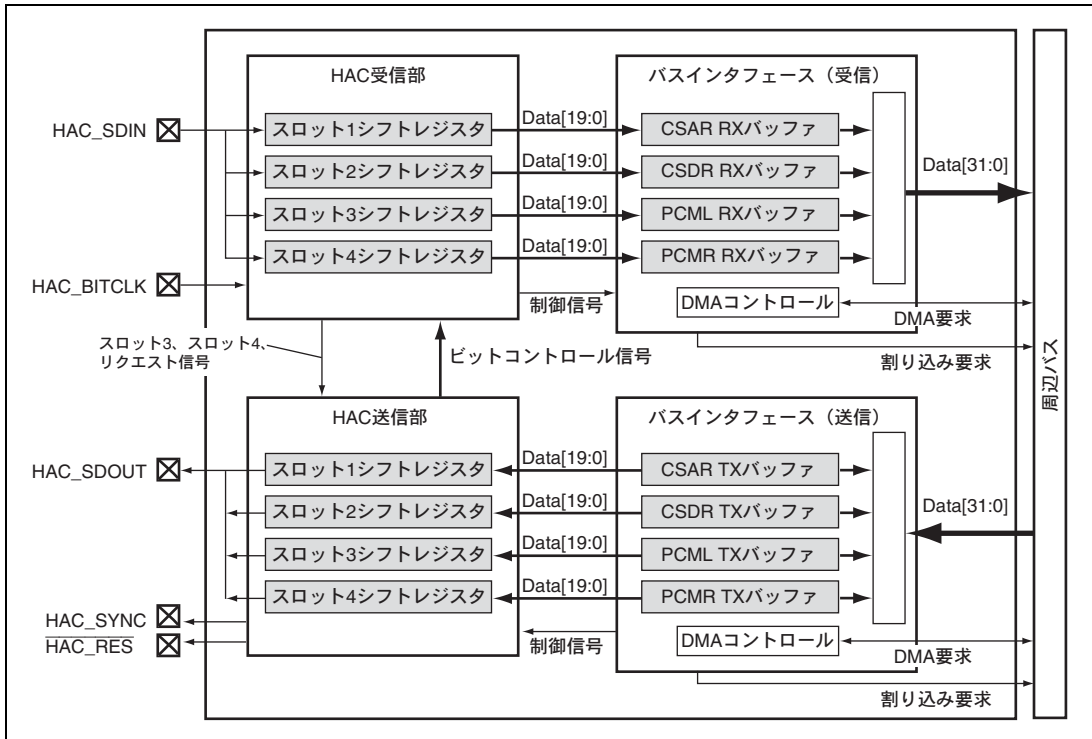 HAC受信部
バスインタフェース（受信）
HAC_SDIN
スロット1シフトレジスタ
Data[19:0]
CSAR RXバッファ
スロット2シフトレジスタ
Data[19:0]
CSDR RXバッファ
Data[31:0]
スロット3シフトレジスタ
Data[19:0]
PCML RXバッファ
スロット4シフトレジスタ
Data[19:0]
PCMR RXバッファ
HAC_BITCLK
制御信号
DMAコントロール
DMA要求
スロット3、スロット4、
リクエスト信号
ビットコントロール信号
割り込み要求
周辺バス
HAC送信部
バスインタフェース（送信）
HAC_SDOUT
スロット1シフトレジスタ
Data[19:0]
CSAR TXバッファ
スロット2シフトレジスタ
Data[19:0]
CSDR TXバッファ
Data[31:0]
スロット3シフトレジスタ
Data[19:0]
PCML TXバッファ
スロット4シフトレジスタ
Data[19:0]
PCMR TXバッファ
HAC_SYNC
HAC_RES
制御信号
DMAコントロール
DMA要求
割り込み要求